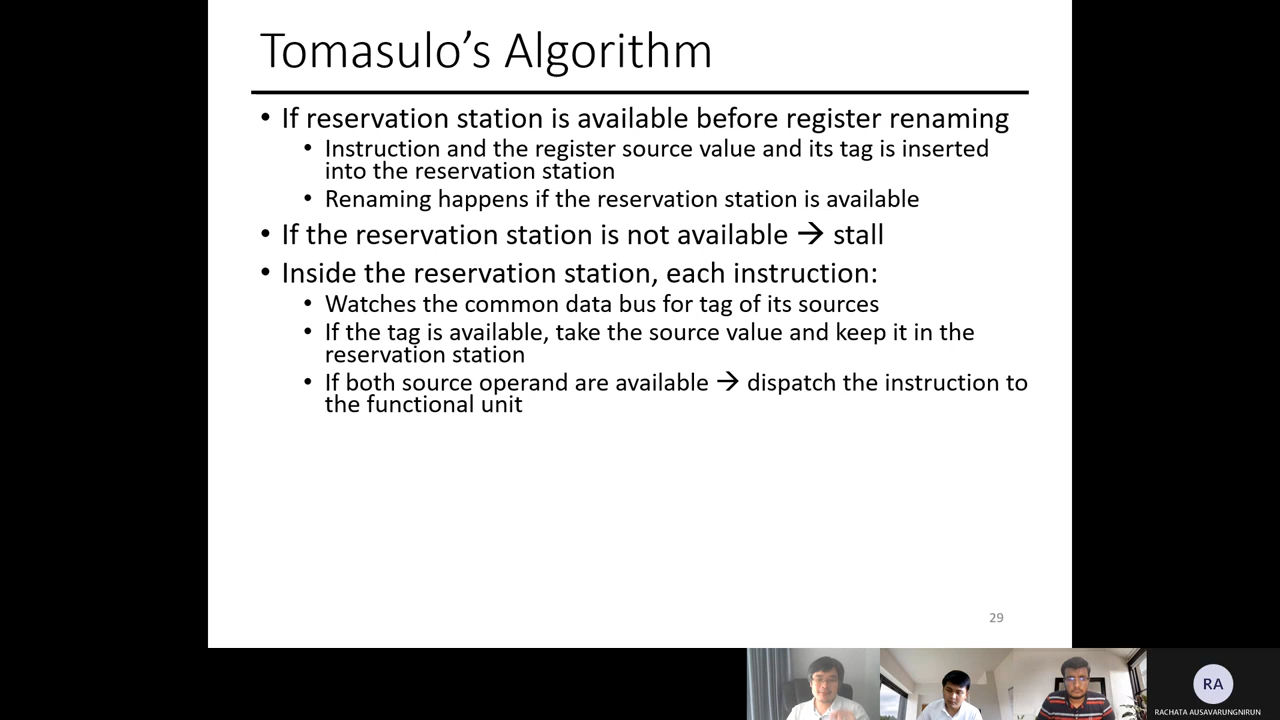 Tomasulo’s Algorithm
• If reservation station is available before register renaming
• Instruction and the register source value and its tag is inserted
into the reservation station
• Renaming happens if the reservation station is available
• If the reservation station is not available → stall
• Inside the reservation station, each instruction:
• Watches the common data bus for tag of its sources
• If the tag is available, take the source value and keep it in the
reservation station
• If both source operand are available → dispatch the instruction to
the functional unit
29
RA
RACHATA AUSAVARUNGNIRUN